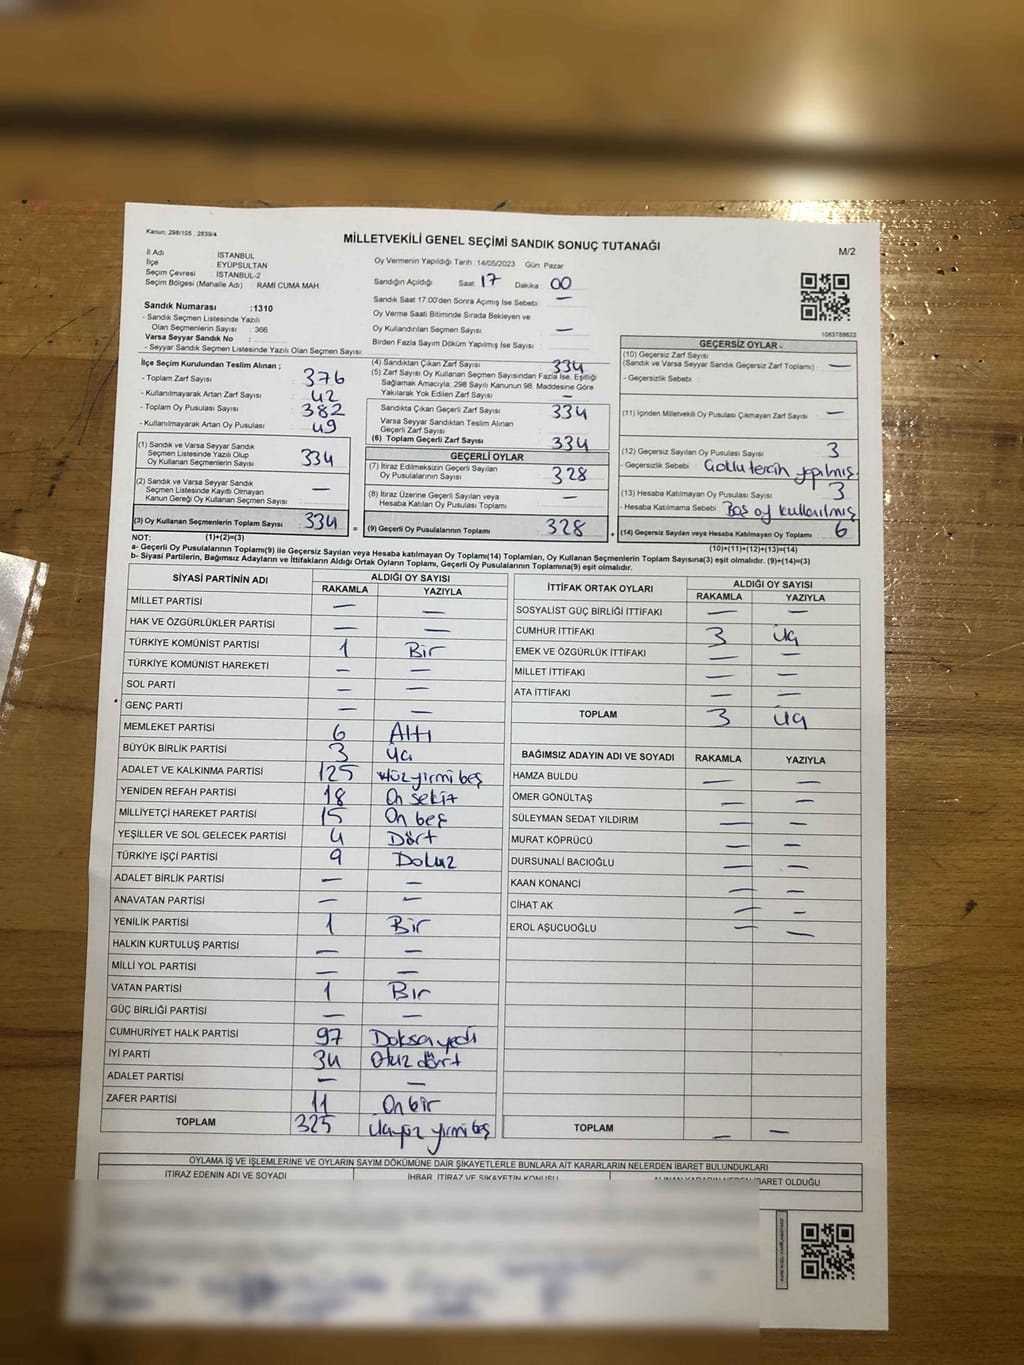 Kanun: 298/105 , 2839/4
MİLLETVEKİLİ GENEL SEÇİMİ SANDIK SONUÇ TUTANAĞI
M/2
İl Adı : İSTANBUL
İlçe : EYÜPSULTAN
Seçim Çevresi : İSTANBUL-2
Seçim Bölgesi (Mahalle Adı) : RAMİ CUMA MAH.
Sandık Numarası :1310
- Sandık Seçmen Listesinde Yazılı
Olan Seçmenlerin Sayısı : 366
Varsa Seyyar Sandık No :
- Seyyar Sandık Seçmen Listesinde Yazılı Olan Seçmen Sayısı :
Oy Vermenin Yapıldığı Tarih :14/05/2023 Gün: Pazar
Sandığın Açıldığı Saat : 17 Dakika : 00
Sandık Saat 17.00'den Sonra Açımış İse Sebebi : —
Oy Verme Saati Bitiminde Sırada Bekleyen ve
Oy Kullandırılan Seçmen Sayısı : —
Birden Fazla Sayım Döküm Yapılmış İse Sayısı :
1083788622
İlçe Seçim Kurulundan Teslim Alınan ;
- Toplam Zarf Sayısı : 376
- Kullanılmayarak Artan Zarf Sayısı : 42
- Toplam Oy Pusulası Sayısı : 382
- Kullanılmayarak Artan Oy Pusulası : 49
(1) Sandık ve Varsa Seyyar Sandık
Seçmen Listesinde Yazılı Olup
Oy Kullanan Seçmenlerin Sayısı : 334
(2) Sandık ve Varsa Seyyar Sandık
Seçmen Listesinde Kayıtlı Olmayan
Kanun Gereği Oy Kullanan Seçmen Sayısı : —
(3) Oy Kullanan Seçmenlerin Toplam Sayısı : 334
(4) Sandıktan Çıkan Zarf Sayısı : 334
(5) Zarf Sayısı Oy Kullanan Seçmen Sayısından Fazla İse, Eşitliği
Sağlamak Amacıyla, 298 Sayılı Kanunun 98. Maddesine Göre
Yakılarak Yok Edilen Zarf Sayısı : —
Sandıkta Çıkan Geçerli Zarf Sayısı : 334
Varsa Seyyar Sandıktan Teslim Alınan
Geçerli Zarf Sayısı :
(6) Toplam Geçerli Zarf Sayısı : 334
GEÇERLİ OYLAR
(7) İtiraz Edilmeksizin Geçerli Sayılan
Oy Pusulalarının Sayısı : 328
(8) İtiraz Üzerine Geçerli Sayılan veya
Hesaba Katılan Oy Pusulaları Toplamı : —
= (9) Geçerli Oy Pusulalarının Toplamı : 328
GEÇERSİZ OYLAR
(10) Geçersiz Zarf Sayısı
(Sandık ve Varsa Seyyar Sandık Geçersiz Zarf Toplamı) : —
- Geçersizlik Sebebi :
(11) İçinden Milletvekili Oy Pusulası Çıkmayan Zarf Sayısı : —
(12) Geçersiz Sayılan Oy Pusulası Sayısı : 3
- Geçersizlik Sebebi : Çoklu tercih yapılmış
(13) Hesaba Katılmayan Oy Pusulası Sayısı : 3
- Hesaba Katılmama Sebebi : Boş oy kullanılmış
(14) Geçersiz Sayılan veya Hesaba Katılmayan Oy Toplamı : 6
NOT: (1)+(2)=(3)
(10)+(11)+(12)+(13)=(14)
a- Geçerli Oy Pusulalarının Toplamı(9) ile Geçersiz Sayılan veya Hesaba katılmayan Oy Toplamı(14) Toplamları, Oy Kullanan Seçmenlerin Toplam Sayısına(3) eşit olmalıdır. (9)+(14)=(3)
b- Siyasi Partilerin, Bağımsız Adayların ve İttifakların Aldığı Ortak Oyların Toplamı, Geçerli Oy Pusulalarının Toplamına(9) eşit olmalıdır.
SİYASİ PARTİNİN ADI ALDIĞI OY SAYISI
RAKAMLA YAZIYLA
MİLLET PARTİSİ — —
HAK VE ÖZGÜRLÜKLER PARTİSİ — —
TÜRKİYE KOMÜNİST PARTİSİ 1 Bir
TÜRKİYE KOMÜNİST HAREKETİ — —
SOL PARTİ — —
GENÇ PARTİ — —
MEMLEKET PARTİSİ 6 Altı
BÜYÜK BİRLİK PARTİSİ 3 üç
ADALET VE KALKINMA PARTİSİ 125 yüzyirmi beş
YENİDEN REFAH PARTİSİ 18 On sekiz
MİLLİYETÇİ HAREKET PARTİSİ 15 On beş
YEŞİLLER VE SOL GELECEK PARTİSİ 4 Dört
TÜRKİYE İŞÇİ PARTİSİ 9 Dokuz
ADALET BİRLİK PARTİSİ — —
ANAVATAN PARTİSİ — —
YENİLİK PARTİSİ 1 Bir
HALKIN KURTULUŞ PARTİSİ — —
MİLLİ YOL PARTİSİ — —
VATAN PARTİSİ 1 Bir
GÜÇ BİRLİĞİ PARTİSİ — —
CUMHURİYET HALK PARTİSİ 97 Doksan yedi
İYİ PARTİ 34 Otuz dört
ADALET PARTİSİ — —
ZAFER PARTİSİ 11 On bir
TOPLAM 325 üçyüz yirmi beş
İTTİFAK ORTAK OYLARI ALDIĞI OY SAYISI
RAKAMLA YAZIYLA
SOSYALİST GÜÇ BİRLİĞİ İTTİFAKI — —
CUMHUR İTTİFAKI 3 üç
EMEK VE ÖZGÜRLÜK İTTİFAKI — —
MİLLET İTTİFAKI — —
ATA İTTİFAKI — —
TOPLAM 3 üç
BAĞIMSIZ ADAYIN ADI VE SOYADI RAKAMLA YAZIYLA
HAMZA BULDU — —
ÖMER GÖNÜLTAŞ — —
SÜLEYMAN SEDAT YILDIRIM — —
MURAT KÖPRÜCÜ — —
DURSUNALİ BACIOĞLU — —
KAAN KONANCİ — —
CİHAT AK — —
EROL AŞUCUOĞLU — —
TOPLAM — —
OYLAMA İŞ VE İŞLEMLERİNE VE OYLARIN SAYIM DÖKÜMÜNE DAİR ŞİKAYETLERLE BUNLARA AİT KARARLARIN NELERDEN İBARET BULUNDUKLARI
İTİRAZ EDENİN ADI VE SOYADI İHBAR, İTİRAZ VE ŞİKAYETİN KONUSU ALINAN KARARIN NEDEN İBARET OLDUĞU